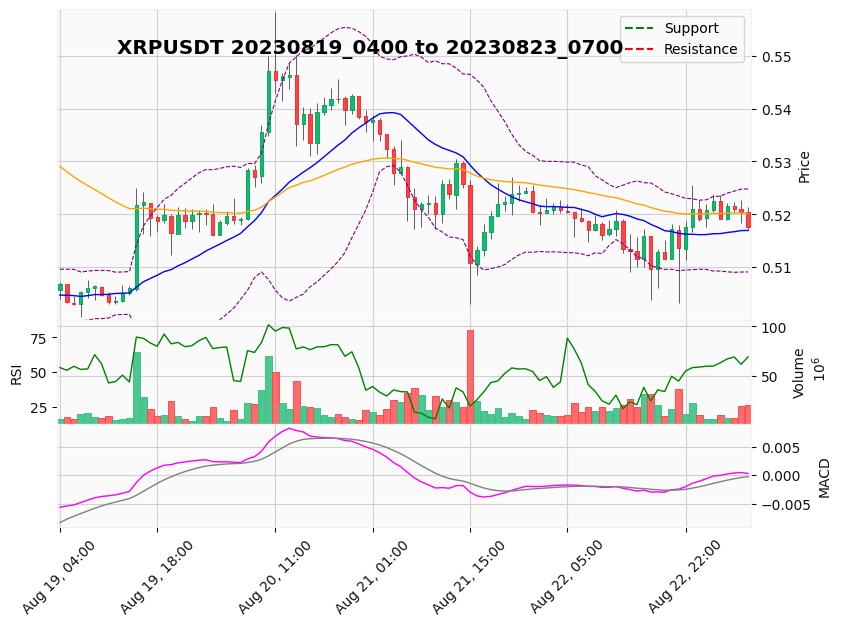 XRPUSDT 20230819_0400 to 20230823_0700
Support
Resistance
0.55
0.54
0.53
0.52
0.51
Price
75
50
25
RSI
100
50
Volume
10^6
0.005
0.000
−0.005
MACD
Aug 19, 04:00
Aug 19, 18:00
Aug 20, 11:00
Aug 21, 01:00
Aug 21, 15:00
Aug 22, 05:00
Aug 22, 22:00